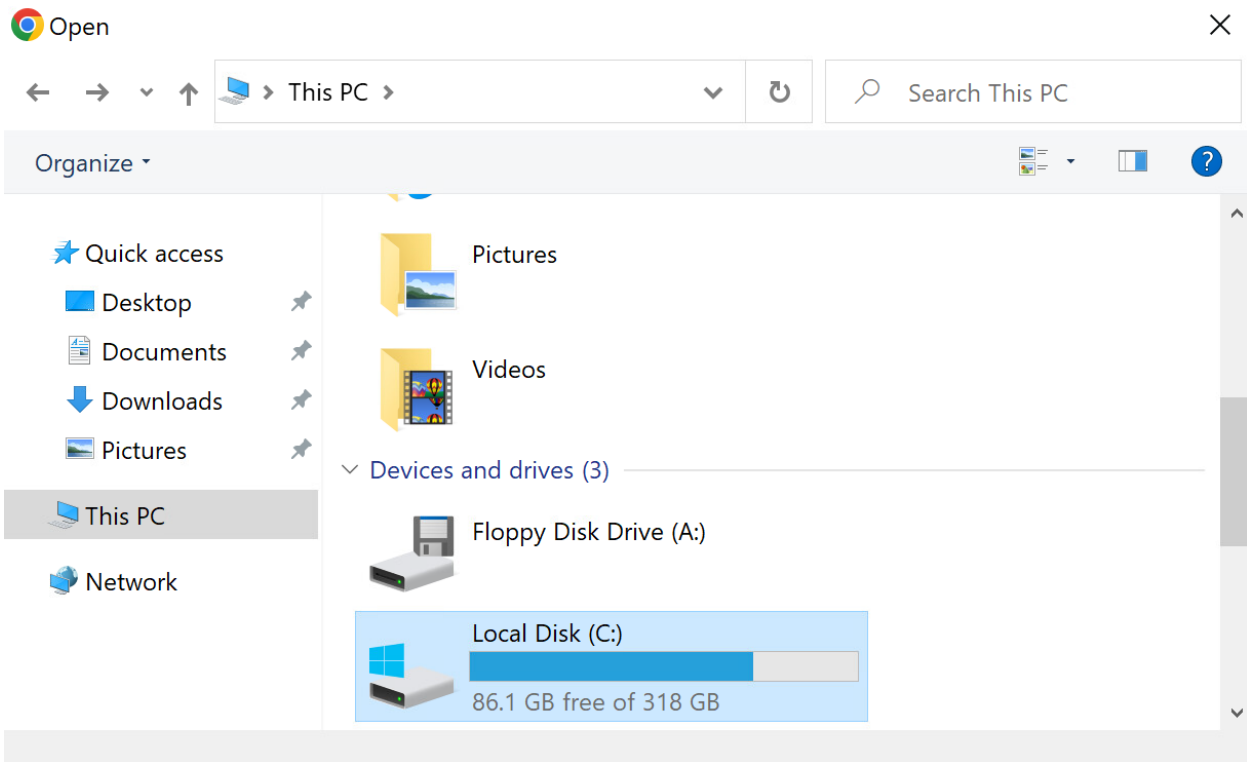 Open
This PC
Search This PC
Organize
?
Quick access
Desktop
Documents
Downloads
Pictures
This PC
Network
Pictures
Videos
Devices and drives (3)
Floppy Disk Drive (A:)
Local Disk (C:)
86.1 GB free of 318 GB